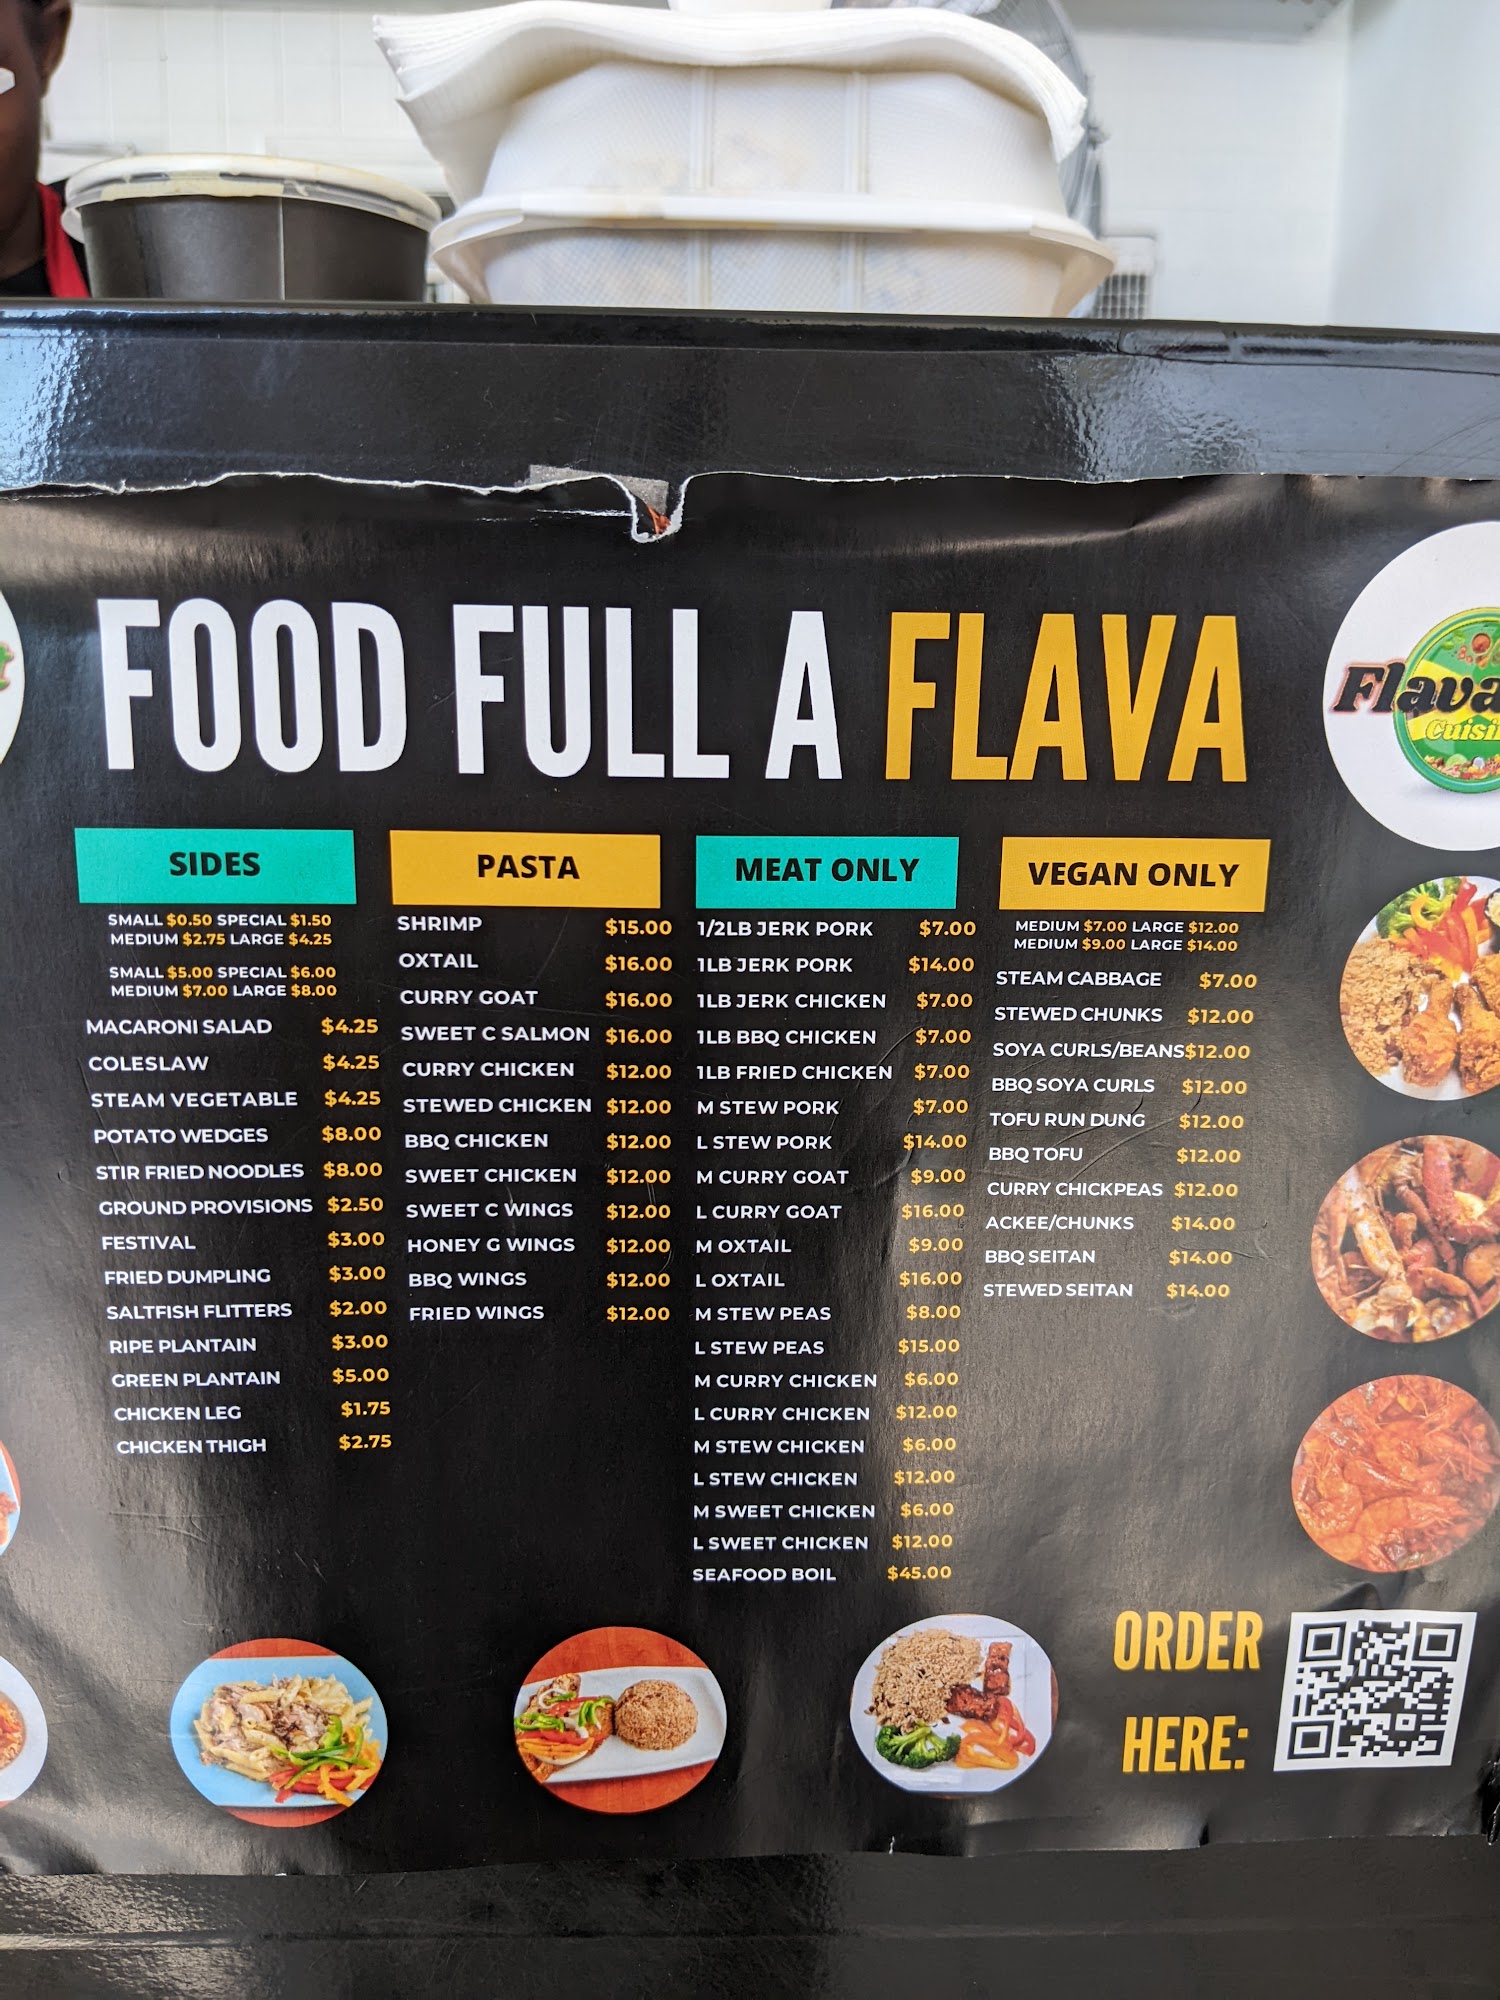 FOOD FULL A FLAVA
Flava
Cuisi
SIDES
SMALL $0.50 SPECIAL $1.50
MEDIUM $2.75 LARGE $4.25
SMALL $5.00 SPECIAL $6.00
MEDIUM $7.00 LARGE $8.00
MACARONI SALAD $4.25
COLESLAW $4.25
STEAM VEGETABLE $4.25
POTATO WEDGES $8.00
STIR FRIED NOODLES $8.00
GROUND PROVISIONS $2.50
FESTIVAL $3.00
FRIED DUMPLING $3.00
SALTFISH FLITTERS $2.00
RIPE PLANTAIN $3.00
GREEN PLANTAIN $5.00
CHICKEN LEG $1.75
CHICKEN THIGH $2.75
PASTA
SHRIMP $15.00
OXTAIL $16.00
CURRY GOAT $16.00
SWEET C SALMON $16.00
CURRY CHICKEN $12.00
STEWED CHICKEN $12.00
BBQ CHICKEN $12.00
SWEET CHICKEN $12.00
SWEET C WINGS $12.00
HONEY G WINGS $12.00
BBQ WINGS $12.00
FRIED WINGS $12.00
MEAT ONLY
1/2LB JERK PORK $7.00
1LB JERK PORK $14.00
1LB JERK CHICKEN $7.00
1LB BBQ CHICKEN $7.00
1LB FRIED CHICKEN $7.00
M STEW PORK $7.00
L STEW PORK $14.00
M CURRY GOAT $9.00
L CURRY GOAT $16.00
M OXTAIL $9.00
L OXTAIL $16.00
M STEW PEAS $8.00
L STEW PEAS $15.00
M CURRY CHICKEN $6.00
L CURRY CHICKEN $12.00
M STEW CHICKEN $6.00
L STEW CHICKEN $12.00
M SWEET CHICKEN $6.00
L SWEET CHICKEN $12.00
SEAFOOD BOIL $45.00
VEGAN ONLY
MEDIUM $7.00 LARGE $12.00
MEDIUM $9.00 LARGE $14.00
STEAM CABBAGE $7.00
STEWED CHUNKS $12.00
SOYA CURLS/BEANS $12.00
BBQ SOYA CURLS $12.00
TOFU RUN DUNG $12.00
BBQ TOFU $12.00
CURRY CHICKPEAS $12.00
ACKEE/CHUNKS $14.00
BBQ SEITAN $14.00
STEWED SEITAN $14.00
ORDER
HERE: